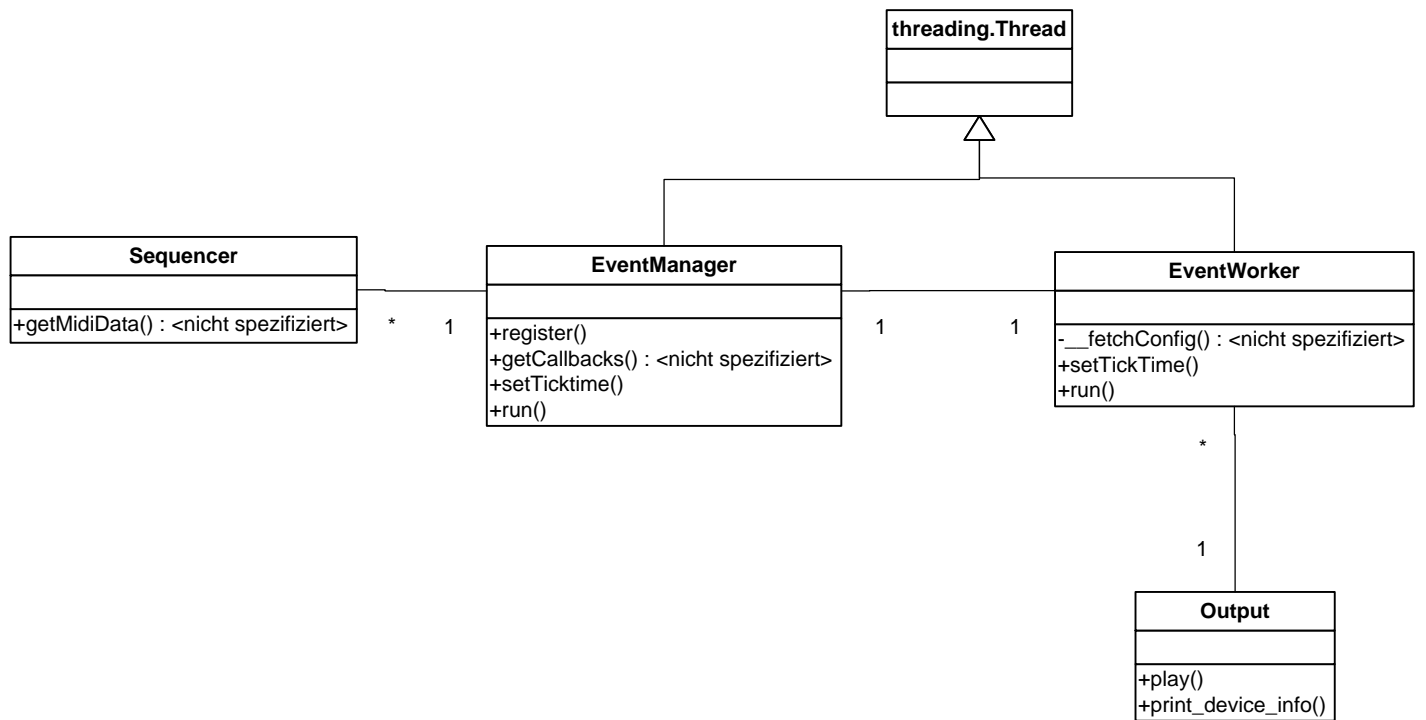 threading.Thread
Sequencer
+getMidiData() : <nicht spezifiziert>
*
1
EventManager
+register()
+getCallbacks() : <nicht spezifiziert>
+setTicktime()
+run()
1
1
EventWorker
-__fetchConfig() : <nicht spezifiziert>
+setTickTime()
+run()
*
1
Output
+play()
+print_device_info()